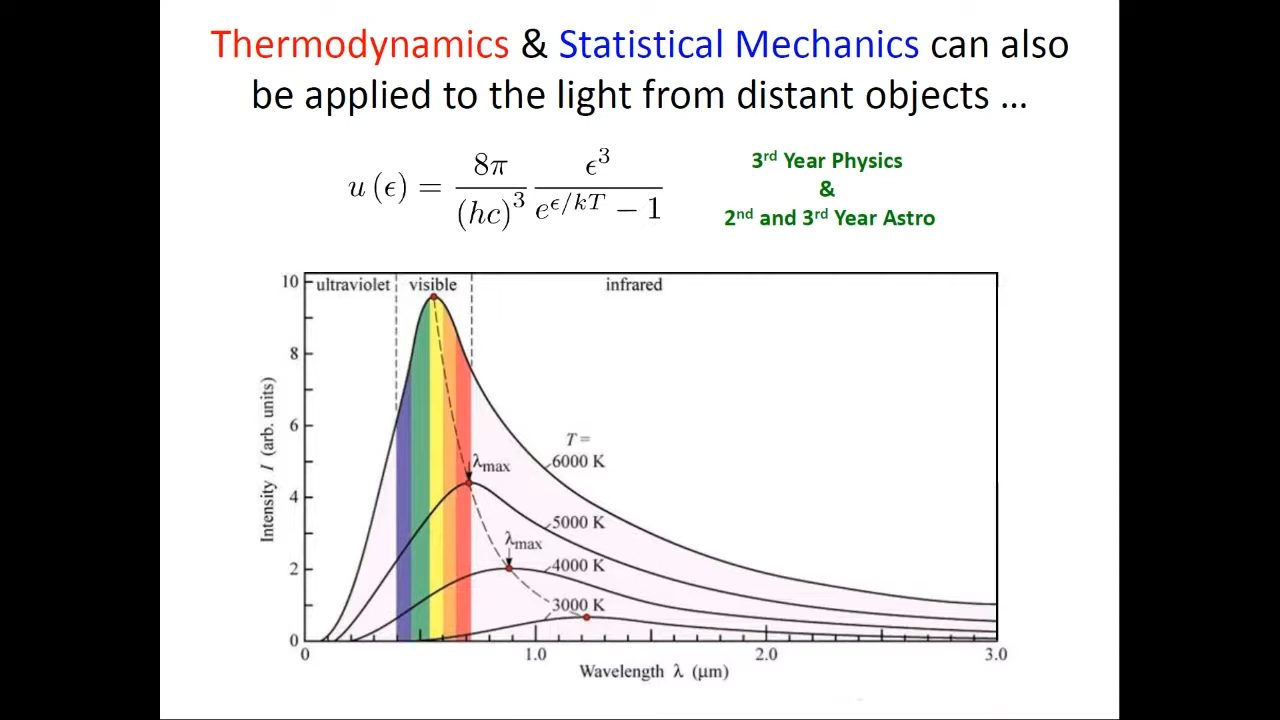 Thermodynamics & Statistical Mechanics can also
be applied to the light from distant objects ...
u (ϵ) = 8π/(hc)³ ϵ³/(e^{ϵ/kT} − 1)
3rd Year Physics
&
2nd and 3rd Year Astro
10
8
6
4
2
0
Intensity I (arb. units)
ultraviolet
visible
infrared
T =
6000 K
λmax
5000 K
λmax
4000 K
3000 K
0
1.0
2.0
3.0
Wavelength λ (μm)